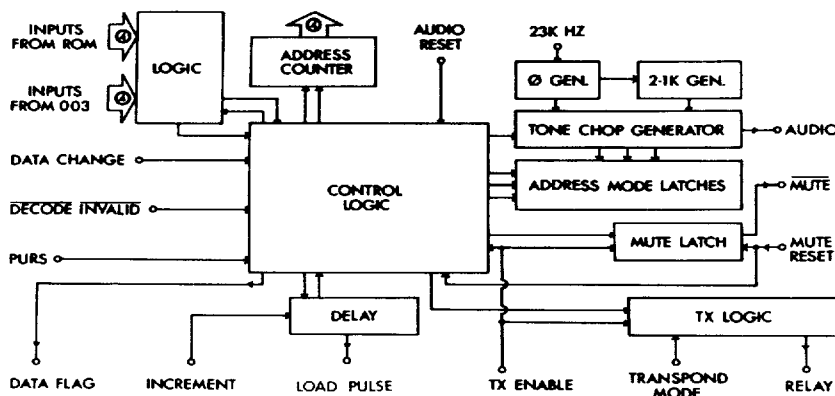 INPUTS
FROM ROM
4
LOGIC
4
ADDRESS
COUNTER
AUDIO
RESET
23K HZ
Ø GEN.
2·1K GEN.
INPUTS
FROM 003
4
TONE CHOP GENERATOR
AUDIO
DATA CHANGE
ADDRESS MODE LATCHES
MUTE
CONTROL
LOGIC
DECODE INVALID
MUTE LATCH
MUTE
RESET
PURS
DELAY
TX LOGIC
DATA FLAG
INCREMENT
LOAD PULSE
TX ENABLE
TRANSPOND
MODE
RELAY